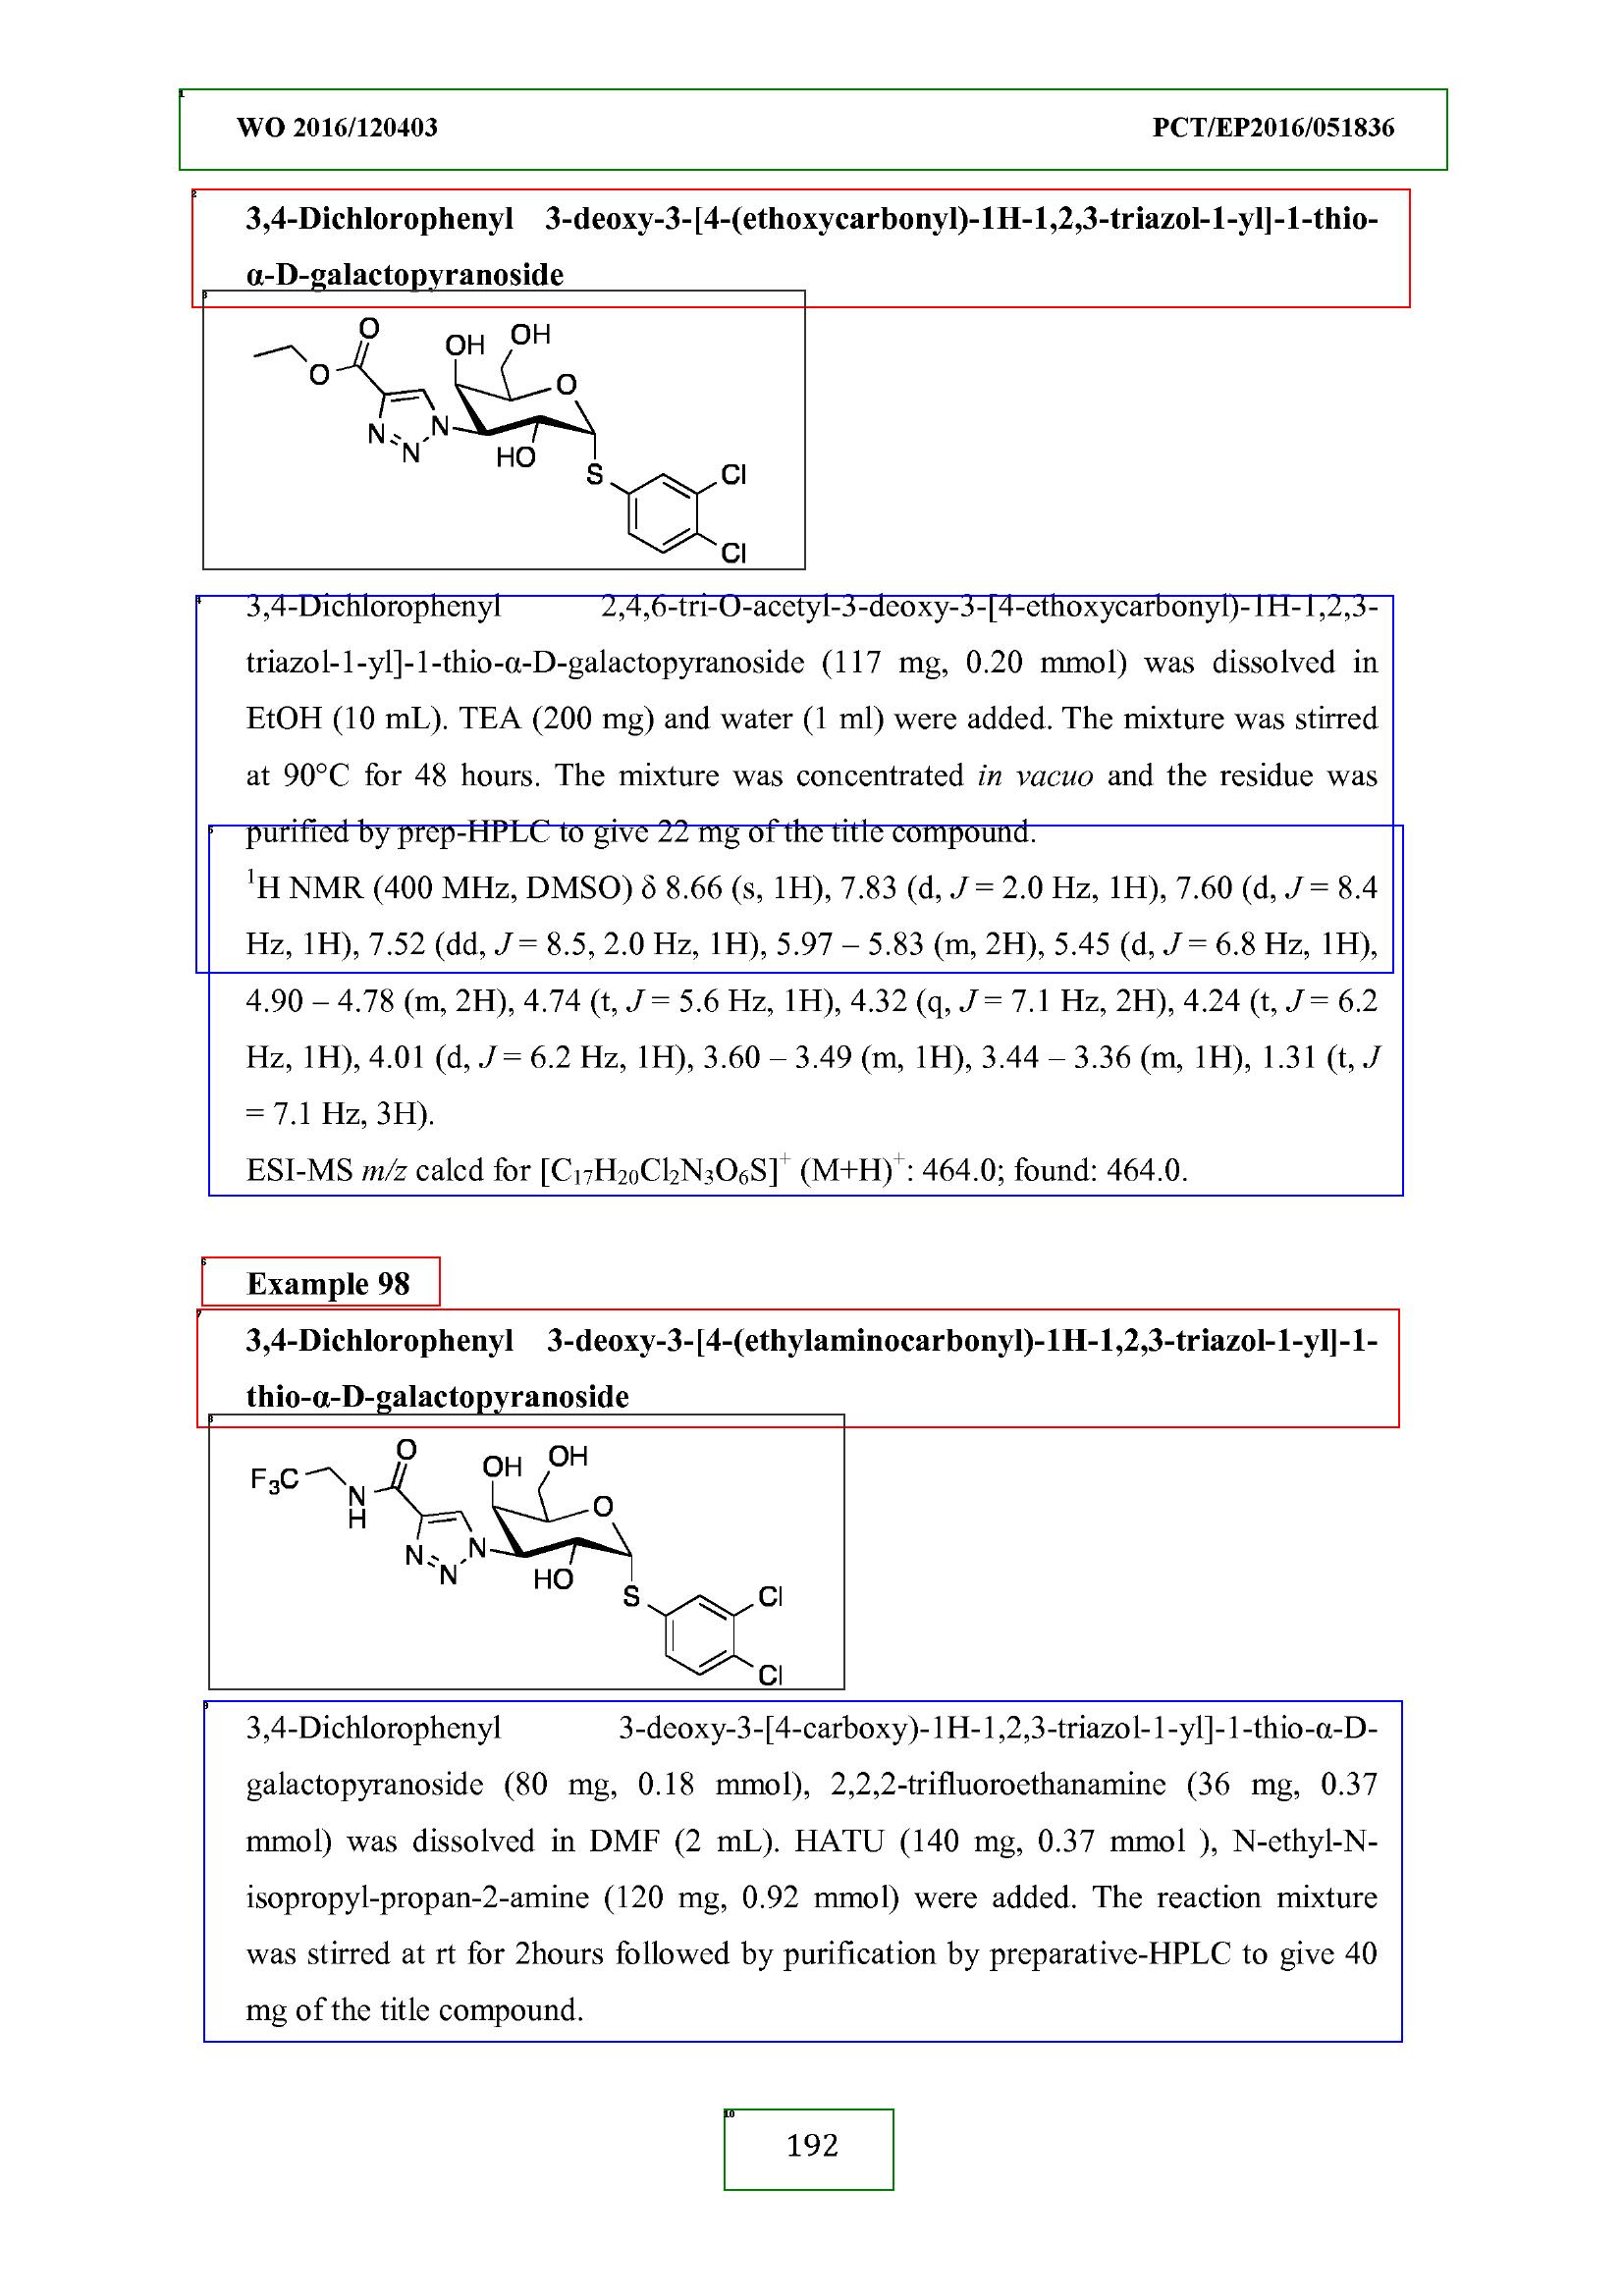 WO 2016/120403 PCT/EP2016/051836
3,4-Dichlorophenyl 3-deoxy-3-[4-(ethoxycarbonyl)-1H-1,2,3-triazol-1-yl]-1-thio-
α-D-galactopyranoside
O
OH
OH
O
O
N
N
N
HO
S
Cl
Cl
3,4-Dichlorophenyl 2,4,6-tri-O-acetyl-3-deoxy-3-[4-ethoxycarbonyl)-1H-1,2,3-
triazol-1-yl]-1-thio-α-D-galactopyranoside (117 mg, 0.20 mmol) was dissolved in
EtOH (10 mL). TEA (200 mg) and water (1 ml) were added. The mixture was stirred
at 90°C for 48 hours. The mixture was concentrated in vacuo and the residue was
purified by prep-HPLC to give 22 mg of the title compound.
¹H NMR (400 MHz, DMSO) δ 8.66 (s, 1H), 7.83 (d, J = 2.0 Hz, 1H), 7.60 (d, J = 8.4
Hz, 1H), 7.52 (dd, J = 8.5, 2.0 Hz, 1H), 5.97 – 5.83 (m, 2H), 5.45 (d, J = 6.8 Hz, 1H),
4.90 – 4.78 (m, 2H), 4.74 (t, J = 5.6 Hz, 1H), 4.32 (q, J = 7.1 Hz, 2H), 4.24 (t, J = 6.2
Hz, 1H), 4.01 (d, J = 6.2 Hz, 1H), 3.60 – 3.49 (m, 1H), 3.44 – 3.36 (m, 1H), 1.31 (t, J
= 7.1 Hz, 3H).
ESI-MS m/z calcd for [C₁₇H₂₀Cl₂N₃O₆S]⁺ (M+H)⁺: 464.0; found: 464.0.
Example 98
3,4-Dichlorophenyl 3-deoxy-3-[4-(ethylaminocarbonyl)-1H-1,2,3-triazol-1-yl]-1-
thio-α-D-galactopyranoside
O
OH
OH
F₃C
N
H
O
N
N
N
HO
S
Cl
Cl
3,4-Dichlorophenyl 3-deoxy-3-[4-carboxy)-1H-1,2,3-triazol-1-yl]-1-thio-α-D-
galactopyranoside (80 mg, 0.18 mmol), 2,2,2-trifluoroethanamine (36 mg, 0.37
mmol) was dissolved in DMF (2 mL). HATU (140 mg, 0.37 mmol ), N-ethyl-N-
isopropyl-propan-2-amine (120 mg, 0.92 mmol) were added. The reaction mixture
was stirred at rt for 2hours followed by purification by preparative-HPLC to give 40
mg of the title compound.
192